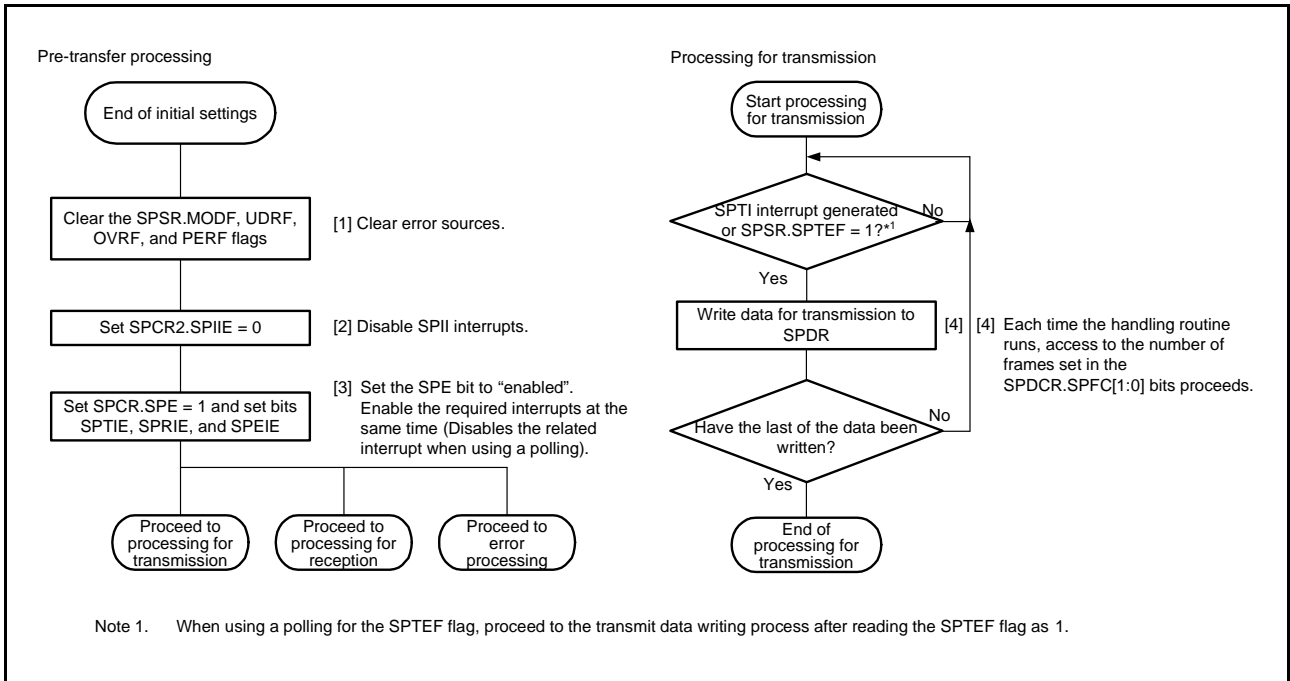 Pre-transfer processing
End of initial settings
Clear the SPSR.MODF, UDRF,
OVRF, and PERF flags
[1] Clear error sources.
Set SPCR2.SPIIE = 0
[2] Disable SPII interrupts.
Set SPCR.SPE = 1 and set bits
SPTIE, SPRIE, and SPEIE
[3] Set the SPE bit to “enabled”.
Enable the required interrupts at the
same time (Disables the related
interrupt when using a polling).
Proceed to
processing for
transmission
Proceed to
processing for
reception
Proceed to
error
processing
Processing for transmission
Start processing
for transmission
SPTI interrupt generated
or SPSR.SPTEF = 1?*1
No
Yes
Write data for transmission to
SPDR
[4]
[4] Each time the handling routine
runs, access to the number of
frames set in the
SPDCR.SPFC[1:0] bits proceeds.
Have the last of the data been
written?
No
Yes
End of
processing for
transmission
Note 1. When using a polling for the SPTEF flag, proceed to the transmit data writing process after reading the SPTEF flag as 1.